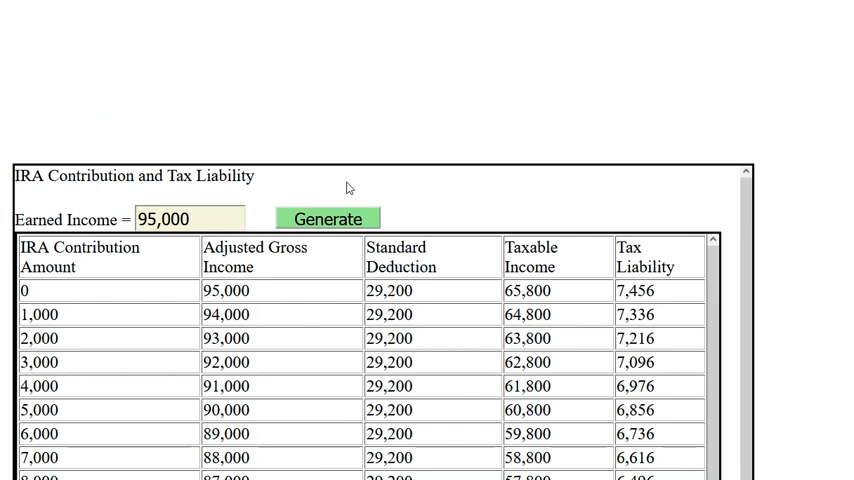 IRA Contribution and Tax Liability
Earned Income = 95,000 Generate
IRA Contribution Amount Adjusted Gross Income Standard Deduction Taxable Income Tax Liability
0 95,000 29,200 65,800 7,456
1,000 94,000 29,200 64,800 7,336
2,000 93,000 29,200 63,800 7,216
3,000 92,000 29,200 62,800 7,096
4,000 91,000 29,200 61,800 6,976
5,000 90,000 29,200 60,800 6,856
6,000 89,000 29,200 59,800 6,736
7,000 88,000 29,200 58,800 6,616